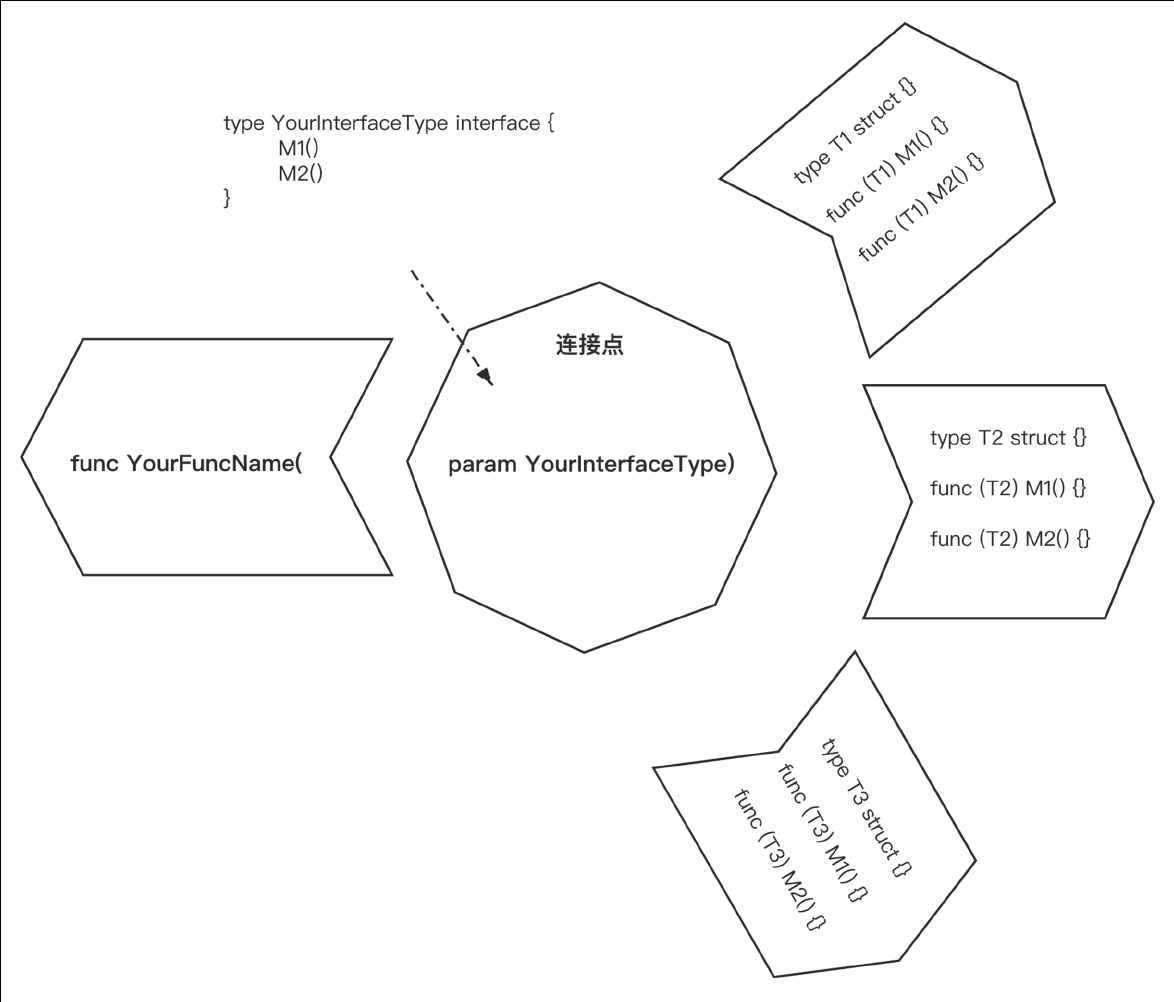 type YourInterfaceType interface {
M1()
M2()
}
func YourFuncName(
连接点
param YourInterfaceType)
type T1 struct {}
func (T1) M1() {}
func (T1) M2() {}
type T2 struct {}
func (T2) M1() {}
func (T2) M2() {}
type T3 struct {}
func (T3) M1() {}
func (T3) M2() {}